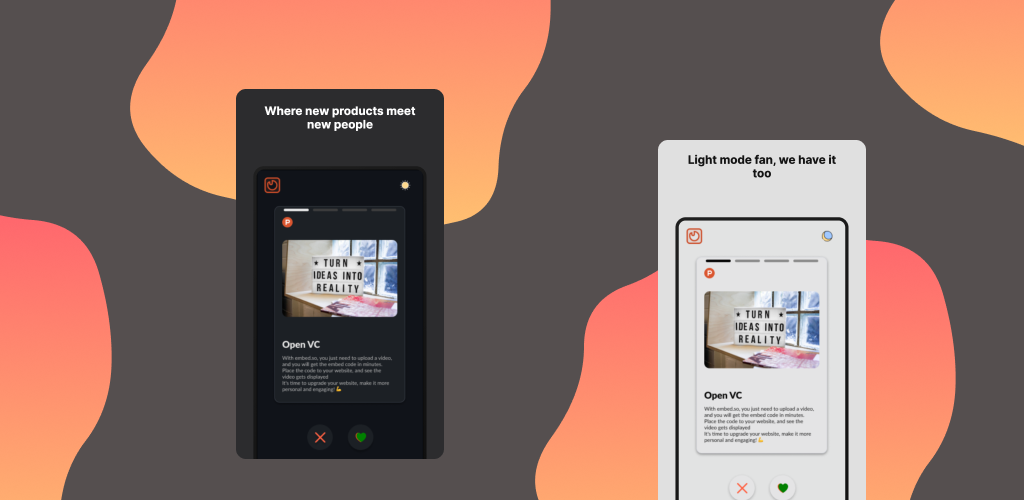 Where new products meet
new people
P
★ TURN ★
IDEAS INTO
REALITY
Open VC
With embed.so, you just need to upload a video,
and you will get the embed code in minutes.
Place the code to your website, and see the
video gets displayed
It's time to upgrade your website, make it more
personal and engaging! 💪
Light mode fan, we have it
too
P
★ TURN ★
IDEAS INTO
REALITY
Open VC
With embed.so, you just need to upload a video,
and you will get the embed code in minutes.
Place the code to your website, and see the
video gets displayed
It's time to upgrade your website, make it more
personal and engaging! 💪